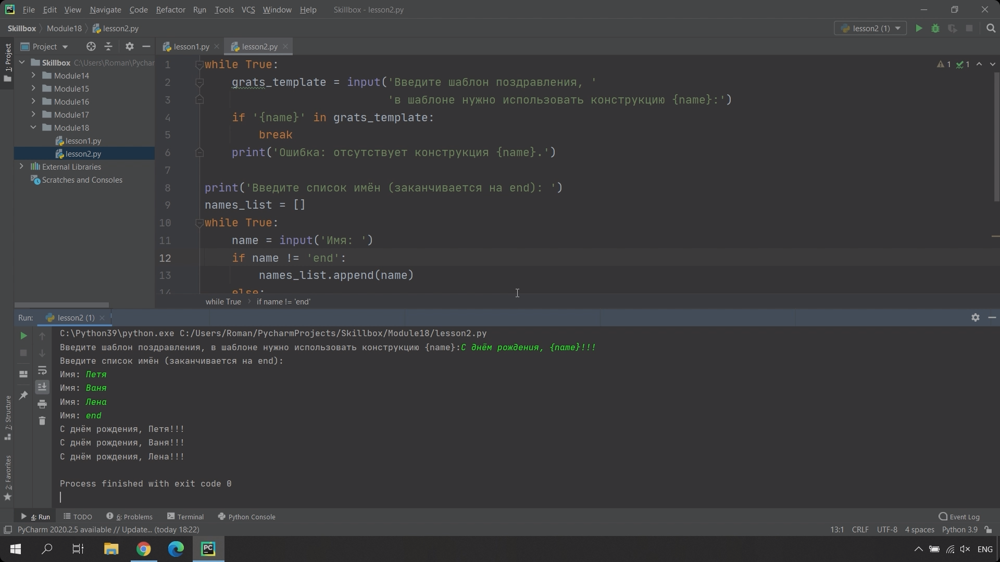 File Edit View Navigate Code Refactor Run Tools VCS Window Help Skillbox - lesson2.py
Skillbox Module18 lesson2.py lesson2 (1)
1: Project
Project
lesson1.py
lesson2.py
Skillbox C:\Users\Roman\Pychar
Module14
Module15
Module16
Module17
Module18
lesson1.py
lesson2.py
External Libraries
Scratches and Consoles
1 while True:
2 grats_template = input('Введите шаблон поздравления, '
3 'в шаблоне нужно использовать конструкцию {name}:')
4 if '{name}' in grats_template:
5 break
6 print('Ошибка: отсутствует конструкция {name}.')
7
8 print('Введите список имён (заканчивается на end): ')
9 names_list = []
10 while True:
11 name = input('Имя: ')
12 if name != 'end':
13 names_list.append(name)
14 else:
1 1
while True if name != 'end'
Run: lesson2 (1)
C:\Python39\python.exe C:/Users/Roman/PycharmProjects/Skillbox/Module18/lesson2.py
Введите шаблон поздравления, в шаблоне нужно использовать конструкцию {name}:С днём рождения, {name}!!!
Введите список имён (заканчивается на end):
Имя: Петя
Имя: Ваня
Имя: Лена
Имя: end
С днём рождения, Петя!!!
С днём рождения, Ваня!!!
С днём рождения, Лена!!!
Process finished with exit code 0
7: Structure
2: Favorites
4: Run TODO 6: Problems Terminal Python Console Event Log
PyCharm 2020.2.5 available // Update... (today 18:22) 13:1 CRLF UTF-8 4 spaces Python 3.9
PC
ENG